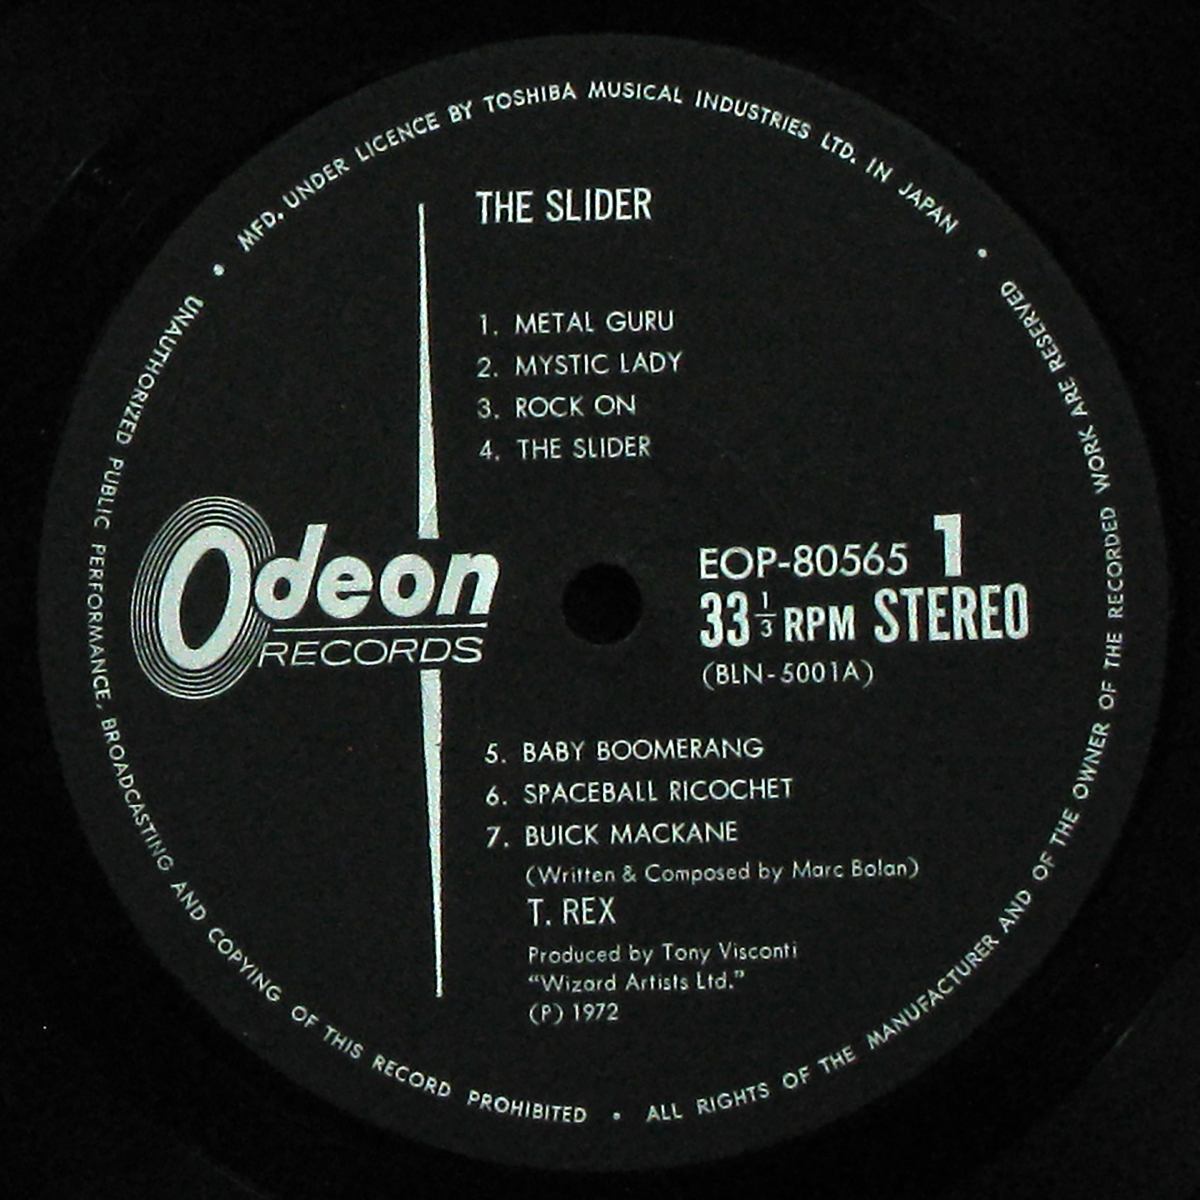 MFD. UNDER LICENCE BY TOSHIBA MUSICAL INDUSTRIES LTD. IN JAPAN •
THE SLIDER
1. METAL GURU
2. MYSTIC LADY
3. ROCK ON
4. THE SLIDER
Odeon
RECORDS
EOP-80565 1
33 1/3 RPM STEREO
(BLN-5001A)
5. BABY BOOMERANG
6. SPACEBALL RICOCHET
7. BUICK MACKANE
(Written & Composed by Marc Bolan)
T. REX
Produced by Tony Visconti
"Wizard Artists Ltd."
(P) 1972
ALL RIGHTS OF THE MANUFACTURER AND OF THE OWNER OF THE RECORDED WORK ARE RESERVED
• UNAUTHORIZED PUBLIC PERFORMANCE, BROADCASTING AND COPYING OF THIS RECORD PROHIBITED •